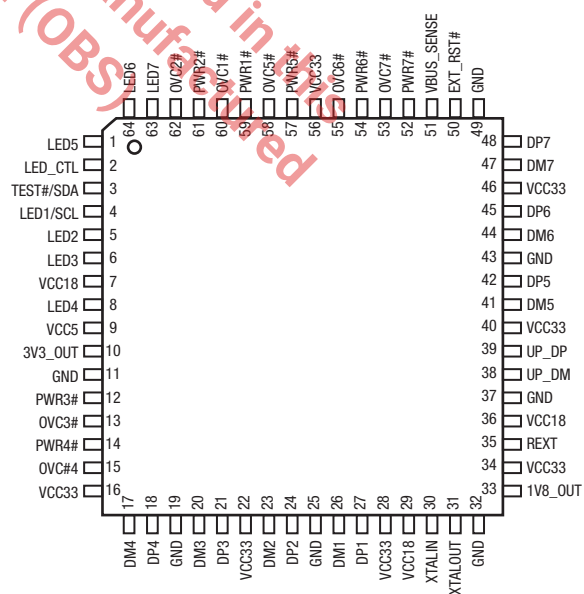 d in this
nufactured
(OBS)
LED6
LED7
OVC2#
PWR2#
OVC1#
PWR1#
OVC5#
PWR5#
VCC33
OVC6#
PWR6#
OVC7#
PWR7#
VBUS_SENSE
EXT_RST#
GND
64 63 62 61 60 59 58 57 56 55 54 53 52 51 50 49
LED5 1
LED_CTL 2
TEST#/SDA 3
LED1/SCL 4
LED2 5
LED3 6
VCC18 7
LED4 8
VCC5 9
3V3_OUT 10
GND 11
PWR3# 12
OVC3# 13
PWR4# 14
OVC#4 15
VCC33 16
48 DP7
47 DM7
46 VCC33
45 DP6
44 DM6
43 GND
42 DP5
41 DM5
40 VCC33
39 UP_DP
38 UP_DM
37 GND
36 VCC18
35 REXT
34 VCC33
33 1V8_OUT
17 18 19 20 21 22 23 24 25 26 27 28 29 30 31 32
DM4
DP4
GND
DM3
DP3
VCC33
DM2
DP2
GND
DM1
DP1
VCC33
VCC18
XTALIN
XTALOUT
GND